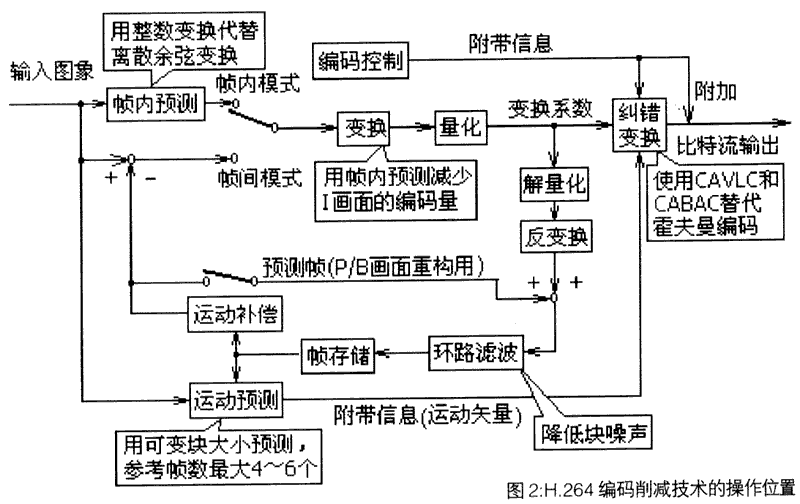 用整数变换代替
离散余弦变换
编码控制
附带信息
输入图象
帧内预测
帧内模式
变换
量化
变换系数
纠错
变换
附加
比特流输出
+
−
帧间模式
用帧内预测减少
I画面的编码量
解量化
使用CAVLC和
CABAC替代
霍夫曼编码
反变换
预测帧(P/B画面重构用)
+
+
运动补偿
帧存储
环路滤波
运动预测
附带信息(运动矢量)
降低块噪声
用可变块大小预测，
参考帧数最大4～6个
图2:H.264编码削减技术的操作位置